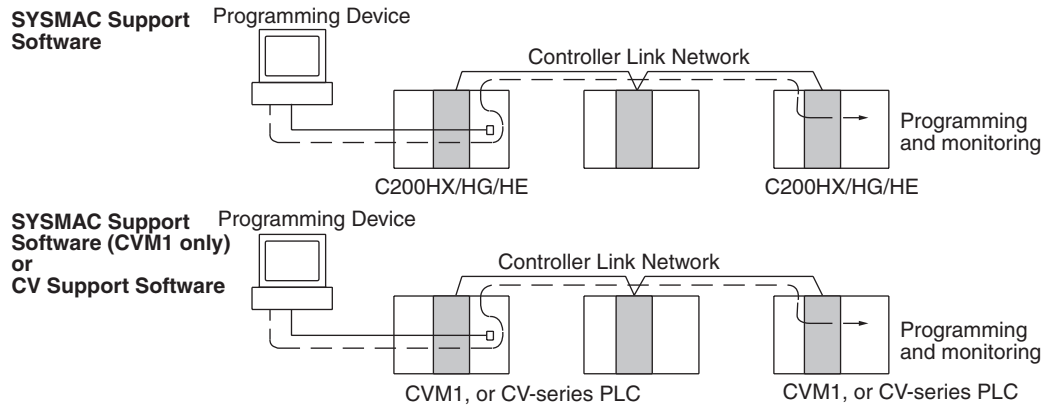 SYSMAC Support
Software
Programming Device
Controller Link Network
Programming
and monitoring
C200HX/HG/HE
C200HX/HG/HE
SYSMAC Support
Software (CVM1 only)
or
CV Support Software
Programming Device
Controller Link Network
Programming
and monitoring
CVM1, or CV-series PLC
CVM1, or CV-series PLC